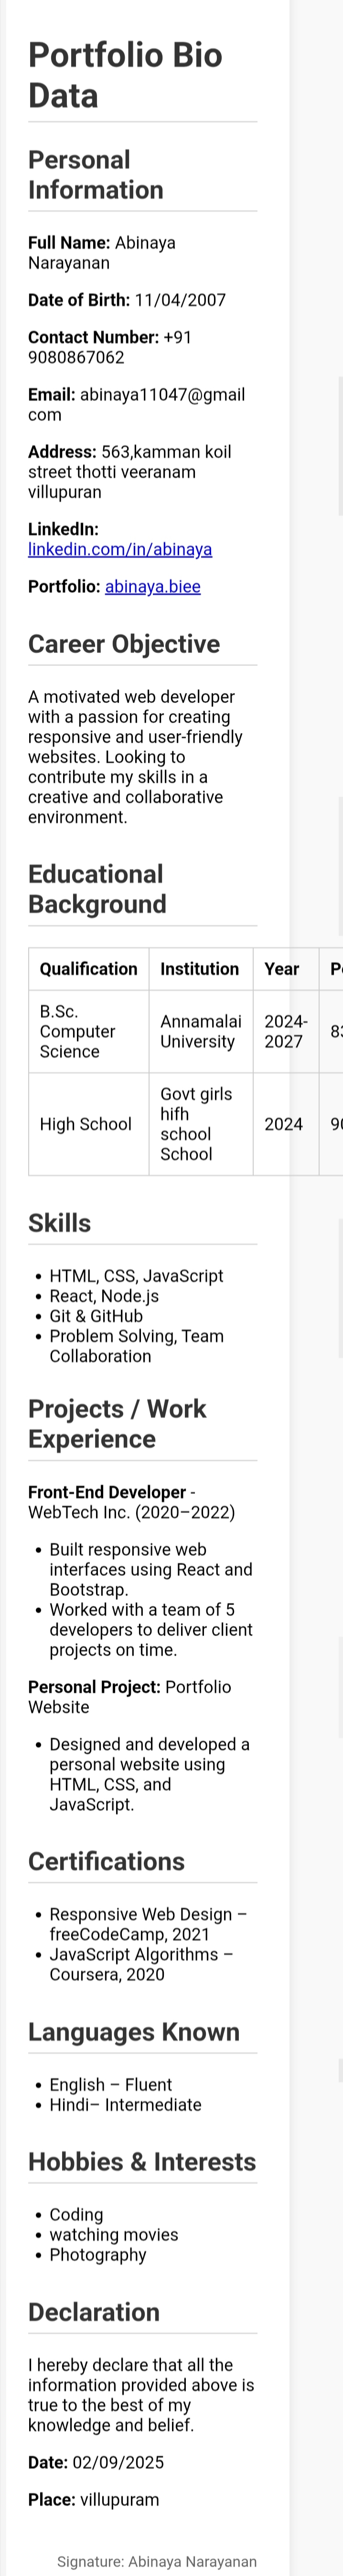 Portfolio Bio
Data
Personal
Information
Full Name: Abinaya
Narayanan
Date of Birth: 11/04/2007
Contact Number: +91
9080867062
Email: abinaya11047@gmail
com
Address: 563,kamman koil
street thotti veeranam
villupuran
LinkedIn:
linkedin.com/in/abinaya
Portfolio: abinaya.biee
Career Objective
A motivated web developer
with a passion for creating
responsive and user-friendly
websites. Looking to
contribute my skills in a
creative and collaborative
environment.
Educational
Background
Qualification Institution Year
B.Sc.
Computer
Science
Annamalai
University
2024-
2027
High School
Govt girls
hifh
school
School
2024
Skills
HTML, CSS, JavaScript
React, Node.js
Git & GitHub
Problem Solving, Team
Collaboration
Projects / Work
Experience
Front-End Developer -
WebTech Inc. (2020–2022)
Built responsive web
interfaces using React and
Bootstrap.
Worked with a team of 5
developers to deliver client
projects on time.
Personal Project: Portfolio
Website
Designed and developed a
personal website using
HTML, CSS, and
JavaScript.
Certifications
Responsive Web Design –
freeCodeCamp, 2021
JavaScript Algorithms –
Coursera, 2020
Languages Known
English – Fluent
Hindi– Intermediate
Hobbies & Interests
Coding
watching movies
Photography
Declaration
I hereby declare that all the
information provided above is
true to the best of my
knowledge and belief.
Date: 02/09/2025
Place: villupuram
Signature: Abinaya Narayanan